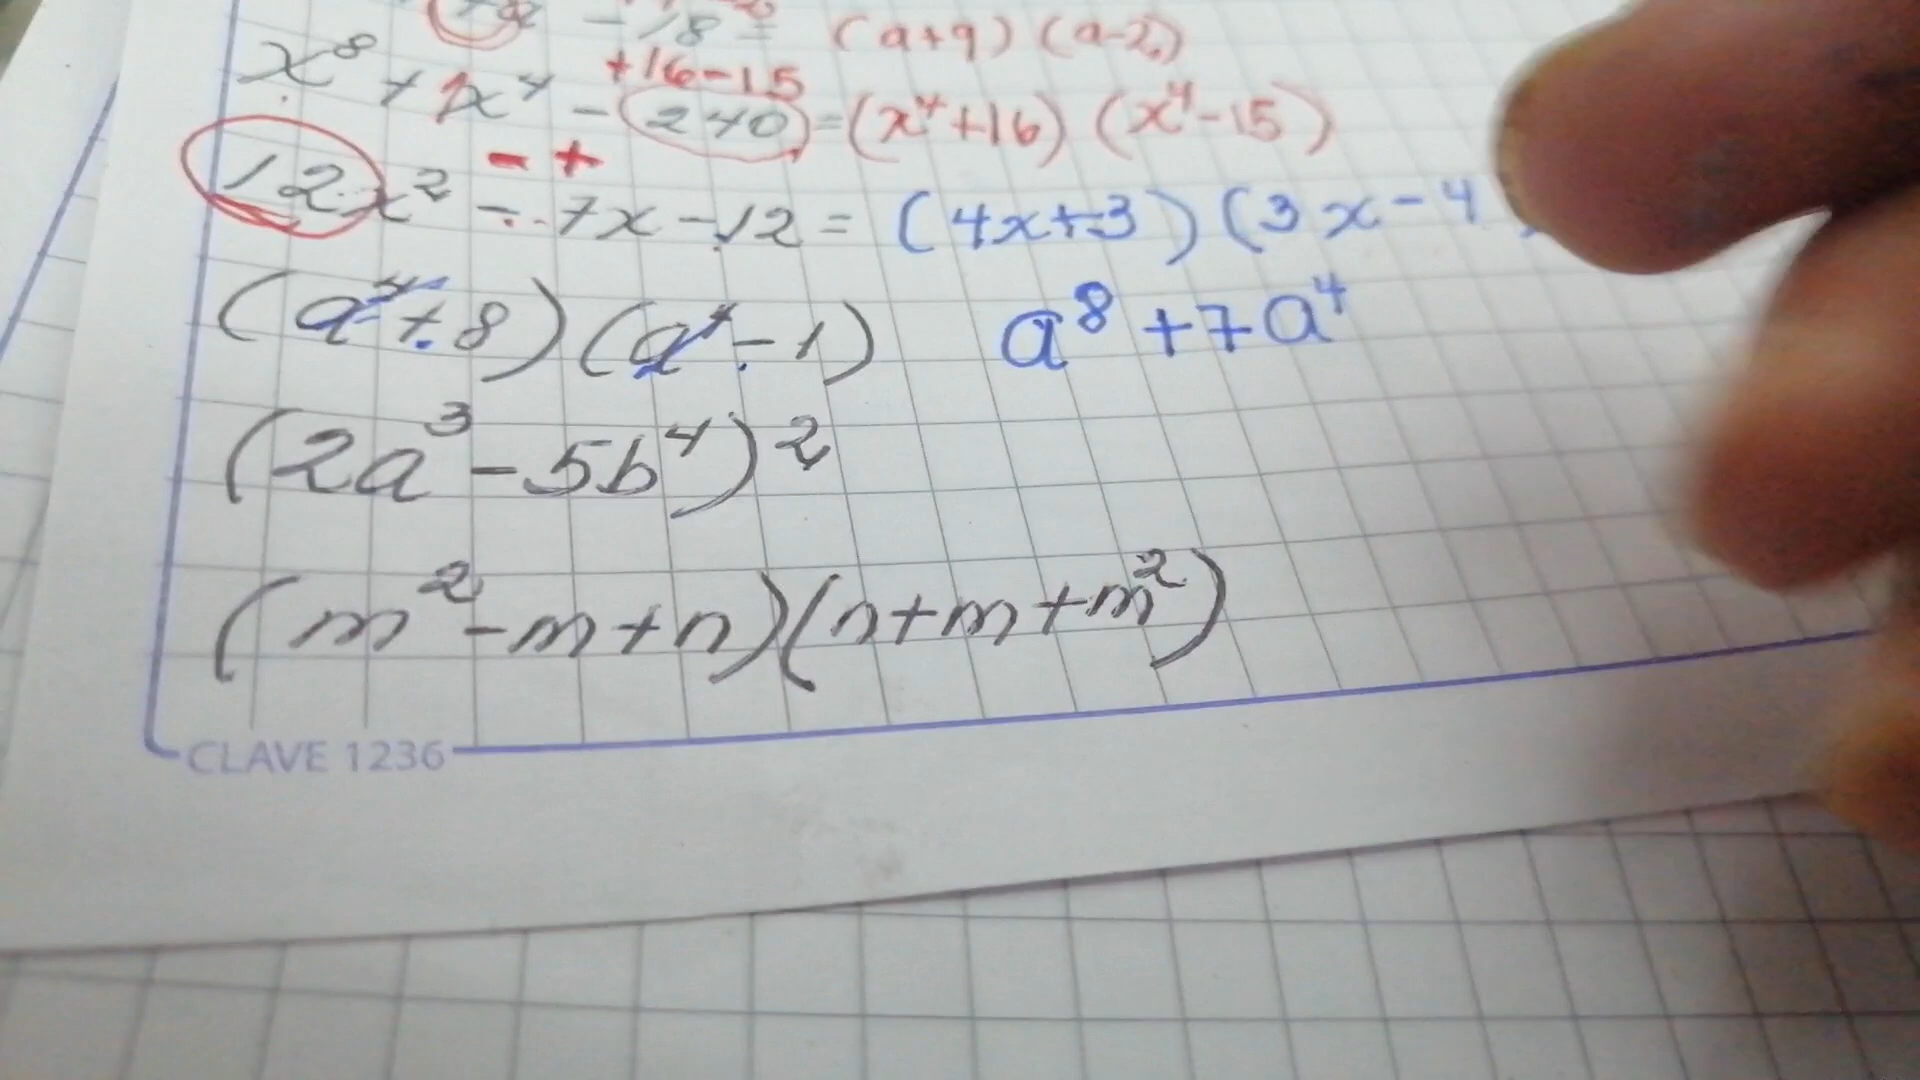 - 18 = (a+9) (a-2)
+16-15
x⁸ + 1x⁴ - 240 = (x⁴+16) (x⁴-15)
- +
12x² - 7x - 12 = (4x+3) (3x-4
(a⁴+8) (a⁴-1) a⁸ + 7a⁴
(2a³ - 5b⁴)²
(m² - m + n)(n + m + m²)
CLAVE 1236